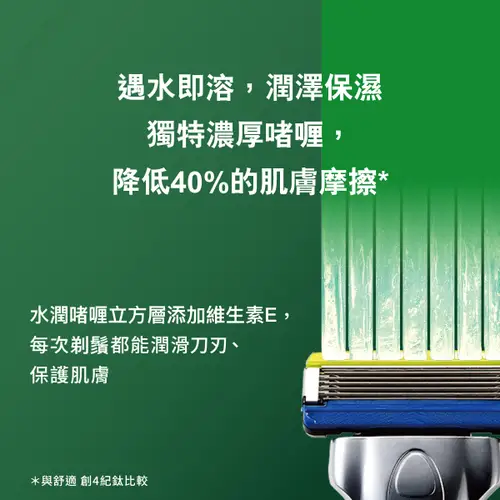 遇水即溶，潤澤保濕
獨特濃厚啫喱，
降低40%的肌膚摩擦*
水潤啫喱立方層添加維生素E，
每次剃鬚都能潤滑刀刃、
保護肌膚
＊與舒適 創4紀鈦比較